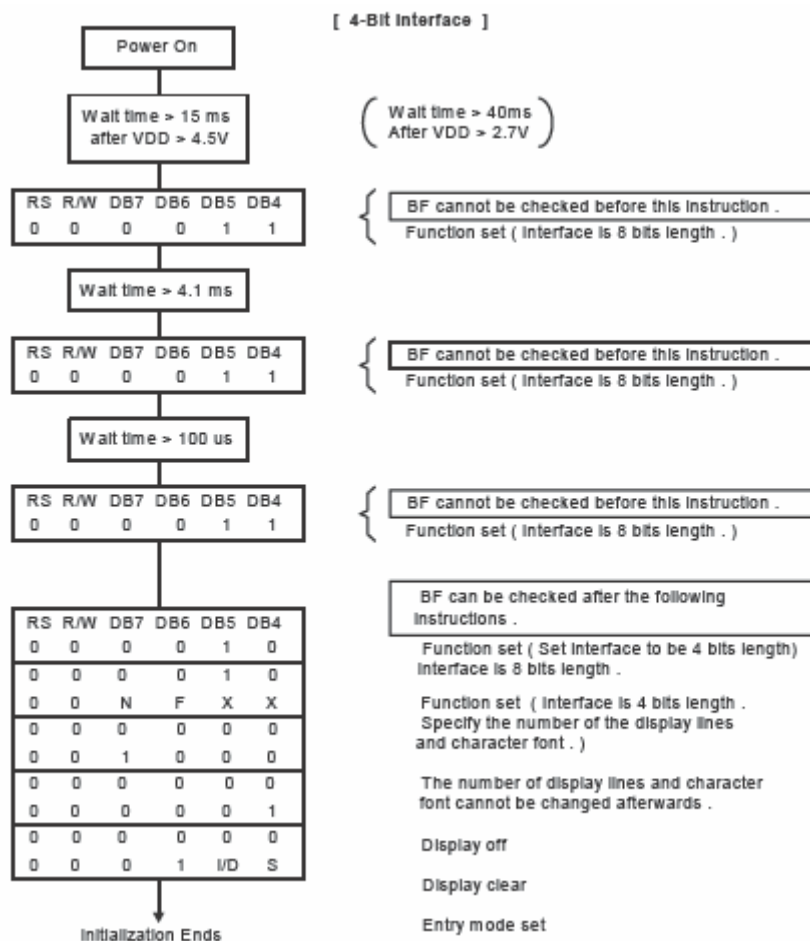 [ 4-Bit Interface ]
Power On
Wait time > 15 ms
after VDD > 4.5V
Wait time > 40ms
After VDD > 2.7V
RS R/W DB7 DB6 DB5 DB4
0 0 0 0 1 1
BF cannot be checked before this instruction .
Function set ( Interface is 8 bits length . )
Wait time > 4.1 ms
RS R/W DB7 DB6 DB5 DB4
0 0 0 0 1 1
BF cannot be checked before this instruction .
Function set ( Interface is 8 bits length . )
Wait time > 100 us
RS R/W DB7 DB6 DB5 DB4
0 0 0 0 1 1
BF cannot be checked before this instruction .
Function set ( Interface is 8 bits length . )
RS R/W DB7 DB6 DB5 DB4
0 0 0 0 1 0
0 0 0 0 1 0
0 0 N F X X
0 0 0 0 0 0
0 0 1 0 0 0
0 0 0 0 0 0
0 0 0 0 0 1
0 0 0 0 0 0
0 0 0 1 I/D S
Initialization Ends
BF can be checked after the following
instructions .
Function set ( Set interface to be 4 bits length)
Interface is 8 bits length .
Function set ( Interface is 4 bits length .
Specify the number of the display lines
and character font . )
The number of display lines and character
font cannot be changed afterwards .
Display off
Display clear
Entry mode set